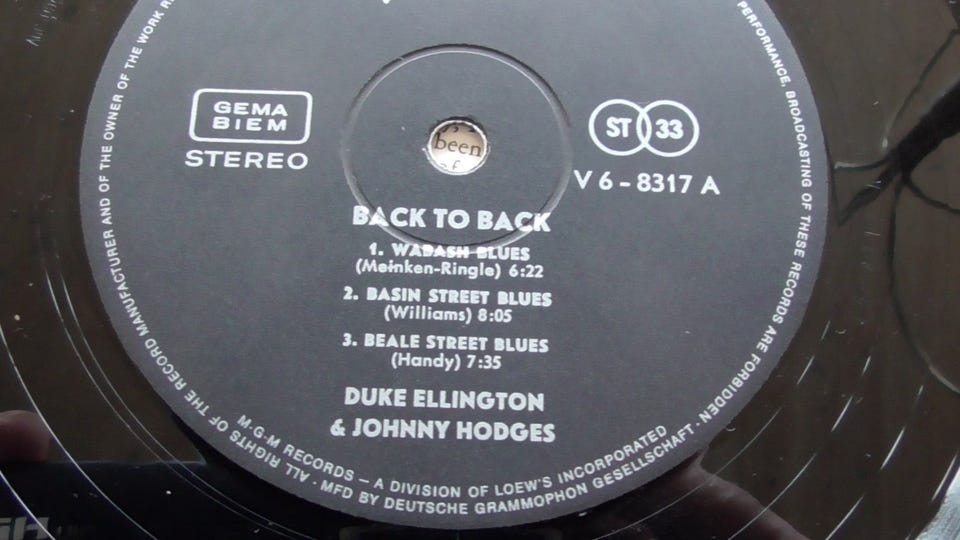 GEMA
BIEM
STEREO
ST 33
V 6 - 8317 A
been
BACK TO BACK
1. WABASH BLUES
(Meinken-Ringle) 6:22
2. BASIN STREET BLUES
(Williams) 8:05
3. BEALE STREET BLUES
(Handy) 7:35
DUKE ELLINGTON
& JOHNNY HODGES
M·G·M RECORDS – A DIVISION OF LOEW'S INCORPORATED
ALL RIGHTS OF THE RECORD MANUFACTURER AND OF THE OWNER OF THE WORK
PERFORMANCE, BROADCASTING OF THESE RECORDS ARE FORBIDDEN
· MFD BY DEUTSCHE GRAMMOPHON GESELLSCHAFT ·